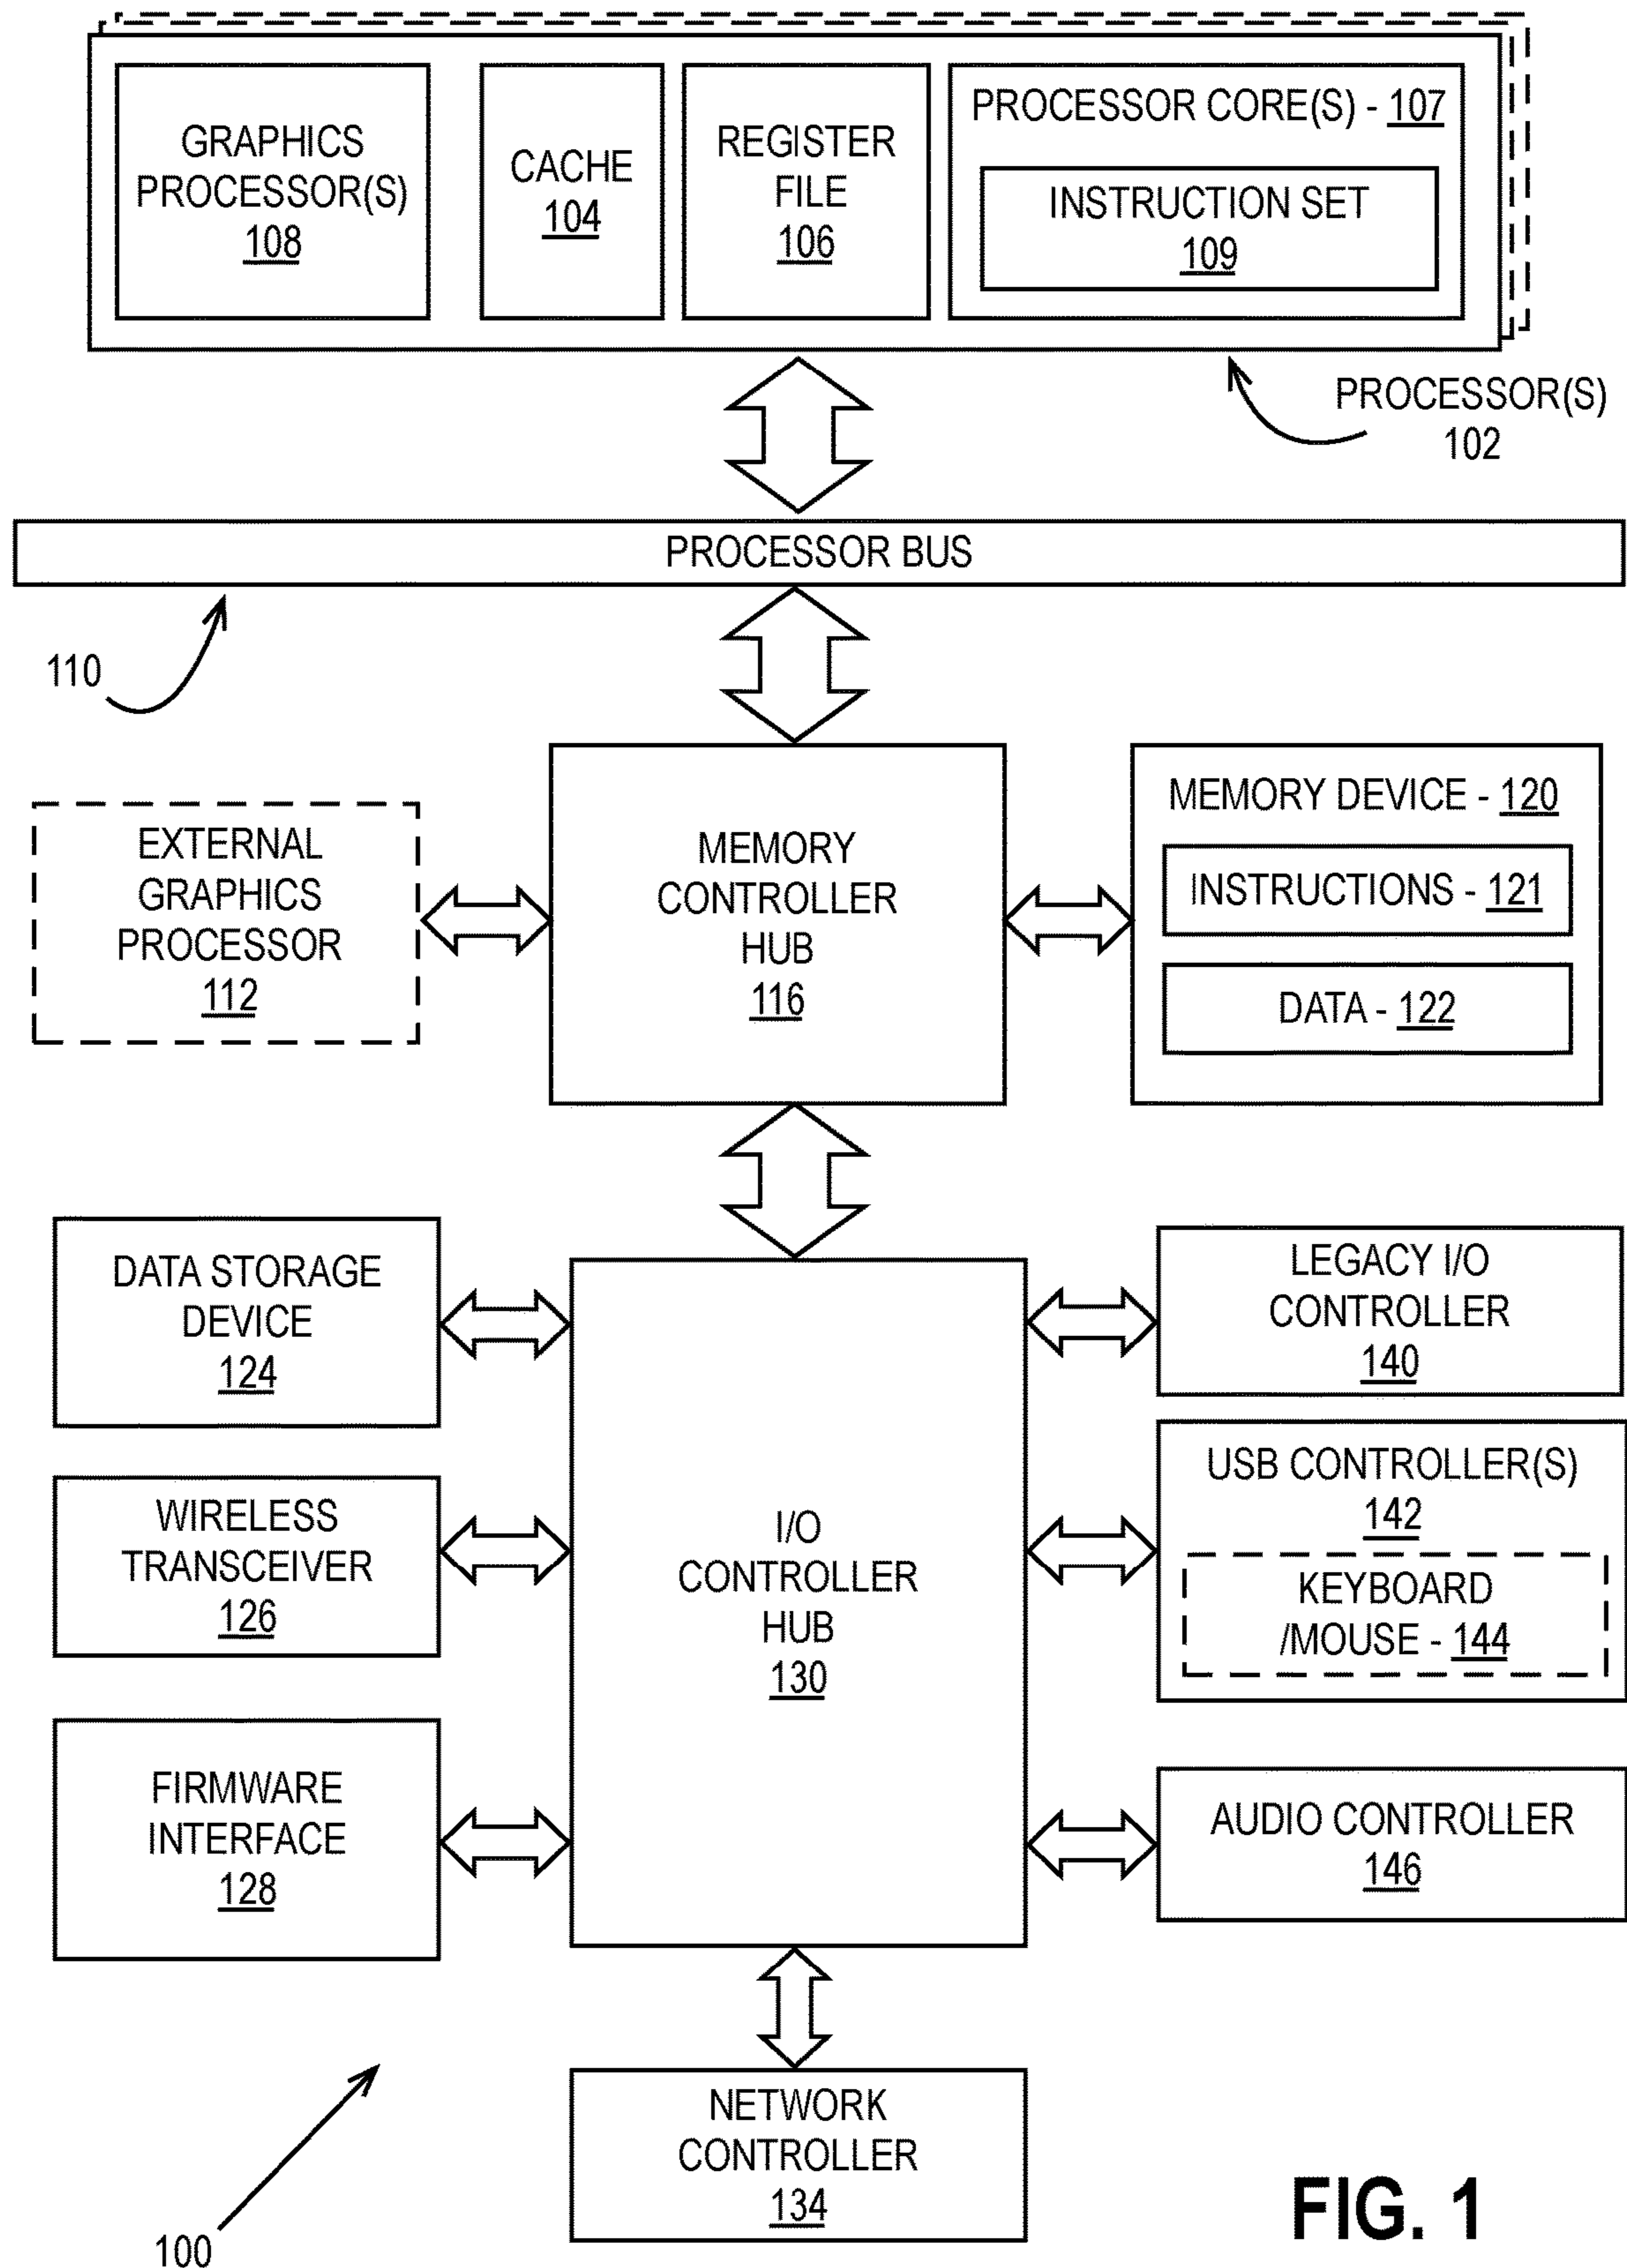 GRAPHICS
PROCESSOR(S)
108
CACHE
104
REGISTER
FILE
106
PROCESSOR CORE(S) - 107
INSTRUCTION SET
109
PROCESSOR(S)
102
PROCESSOR BUS
110
EXTERNAL
GRAPHICS
PROCESSOR
112
MEMORY
CONTROLLER
HUB
116
MEMORY DEVICE - 120
INSTRUCTIONS - 121
DATA - 122
DATA STORAGE
DEVICE
124
WIRELESS
TRANSCEIVER
126
FIRMWARE
INTERFACE
128
I/O
CONTROLLER
HUB
130
LEGACY I/O
CONTROLLER
140
USB CONTROLLER(S)
142
KEYBOARD
/MOUSE - 144
AUDIO CONTROLLER
146
NETWORK
CONTROLLER
134
100
FIG. 1